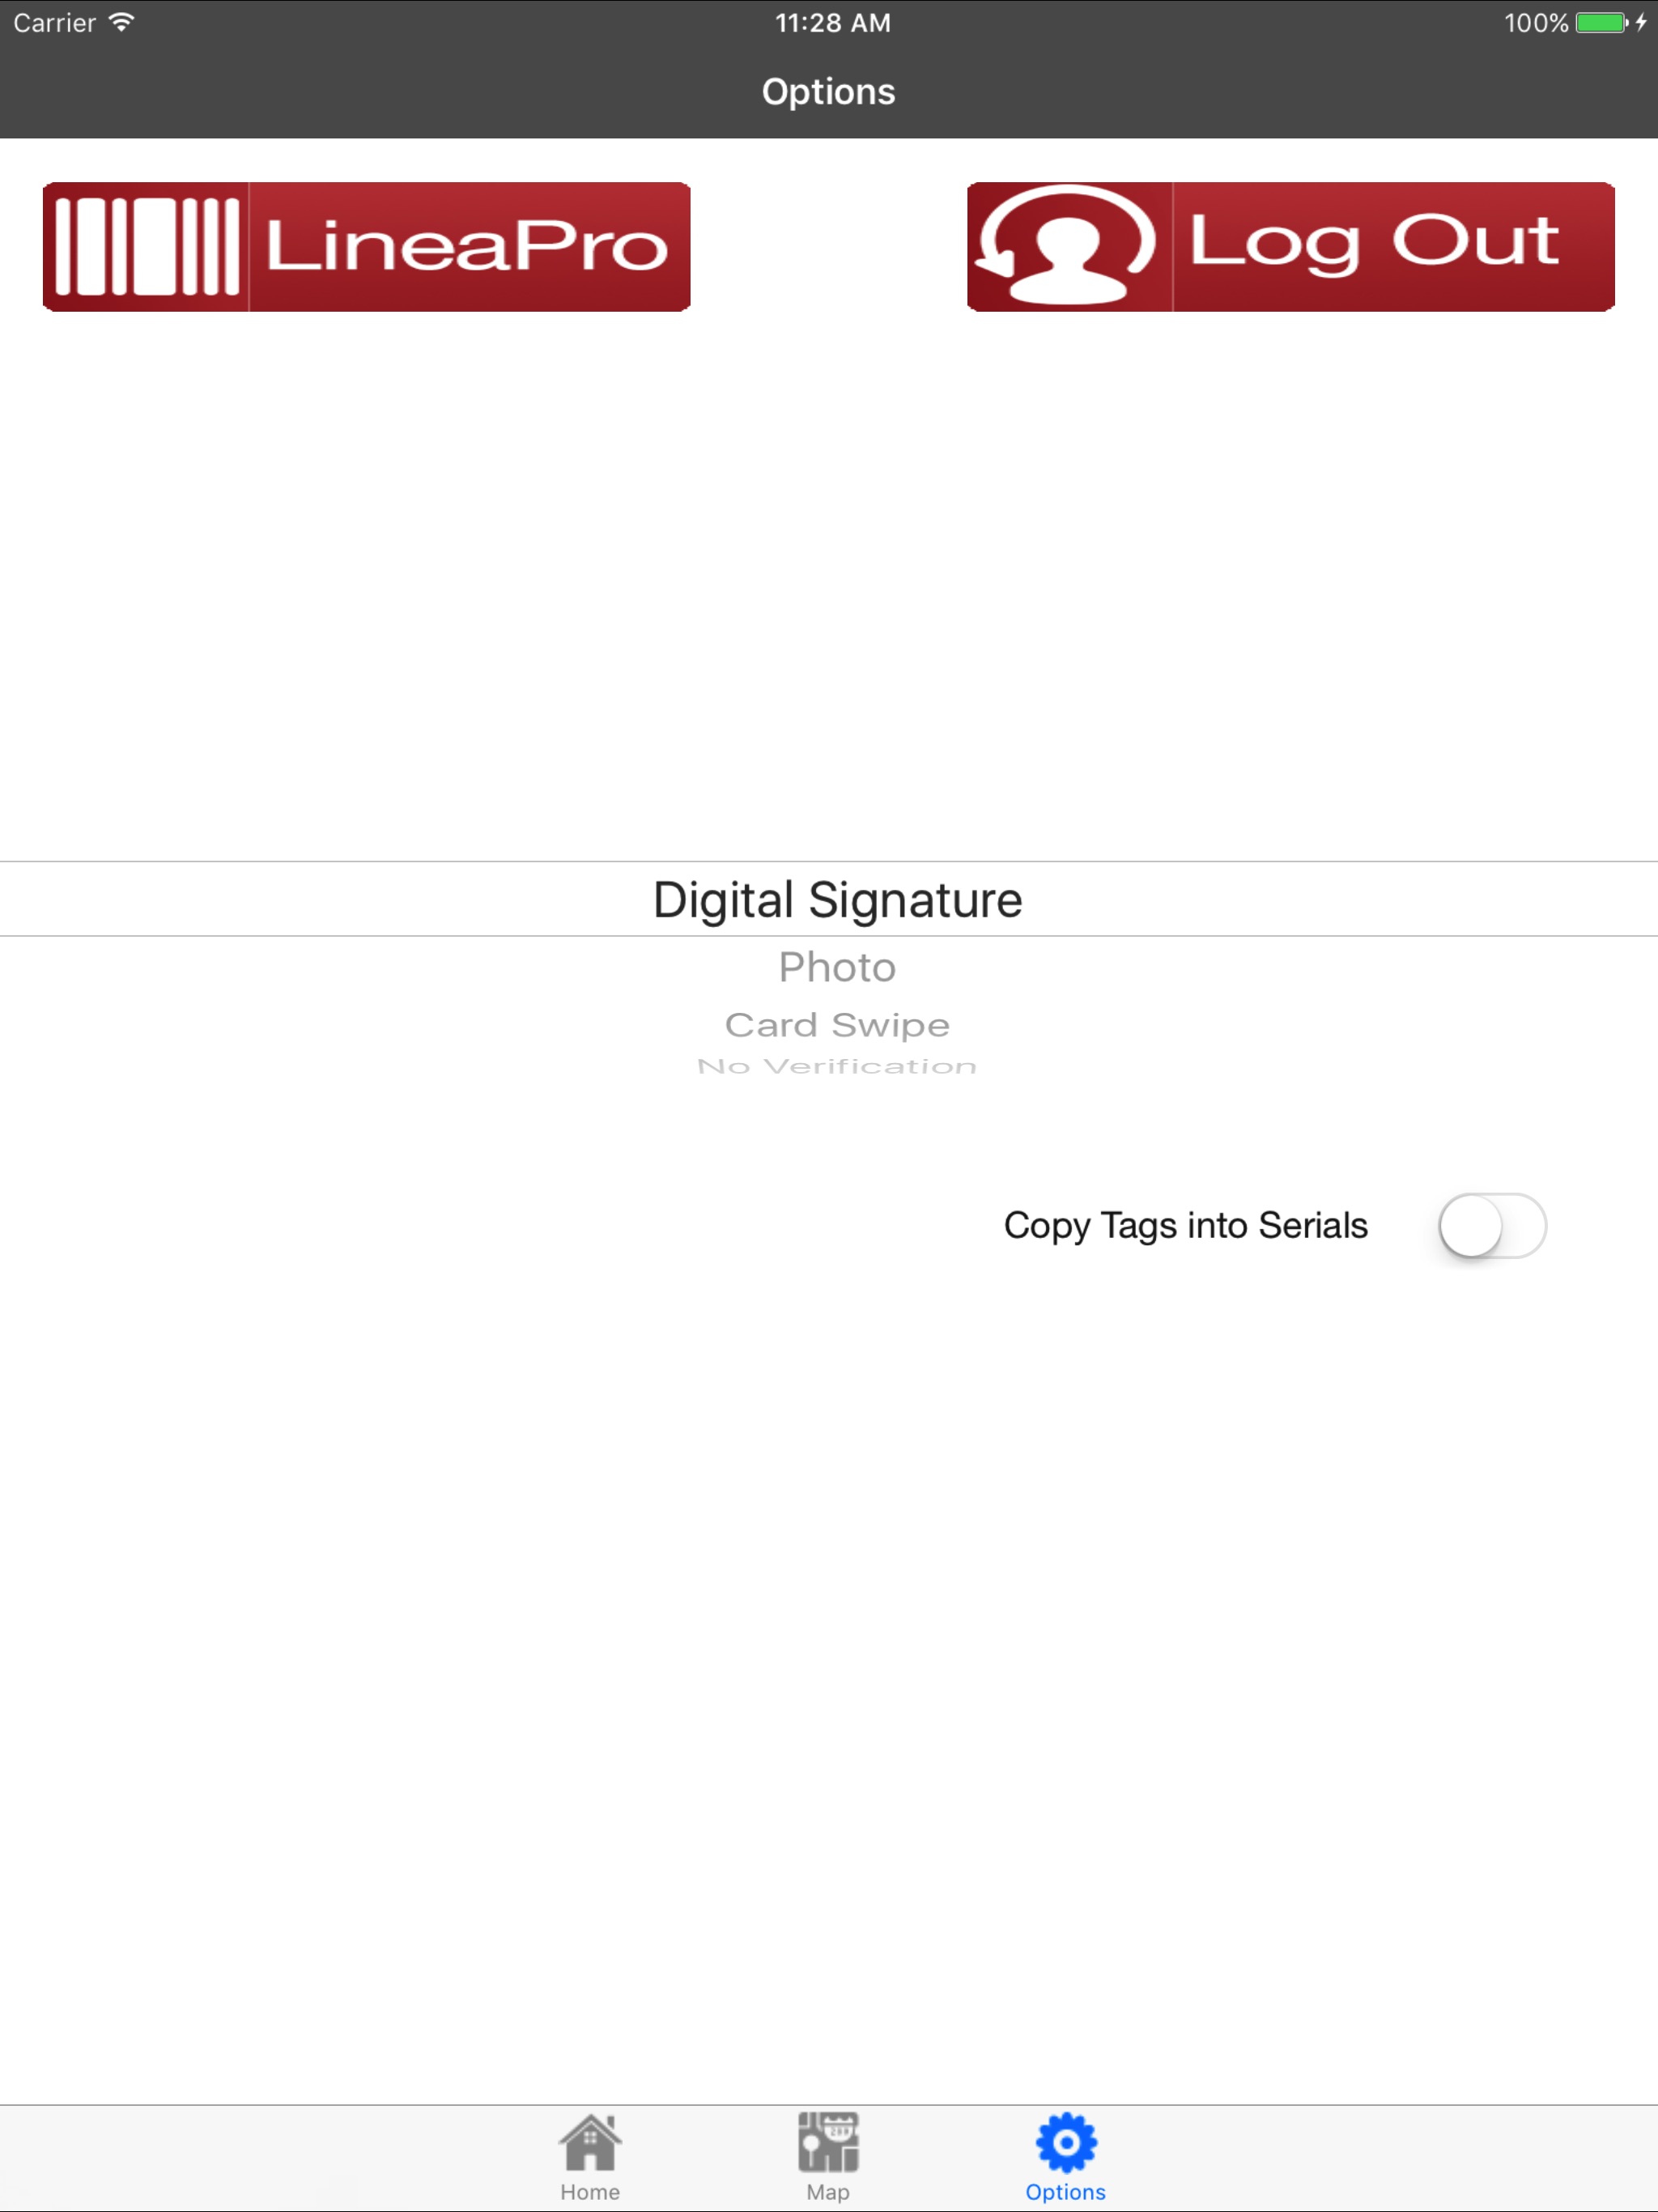 Carrier
11:28 AM
100%
Options
LineaPro
Log Out
Digital Signature
Photo
Card Swipe
No Verification
Copy Tags into Serials
Home
Map
Options